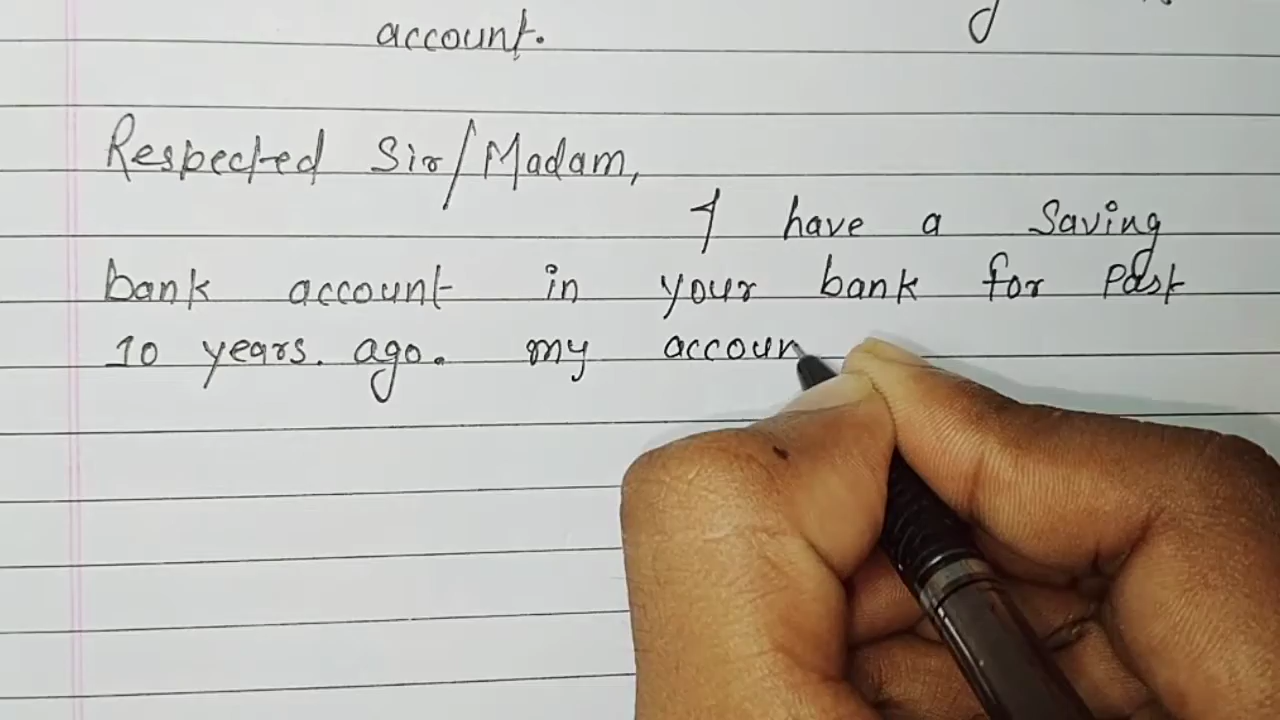 account.
Respected Sir/Madam,
I have a Saving
bank account in your bank for past
10 years. ago. my accoun